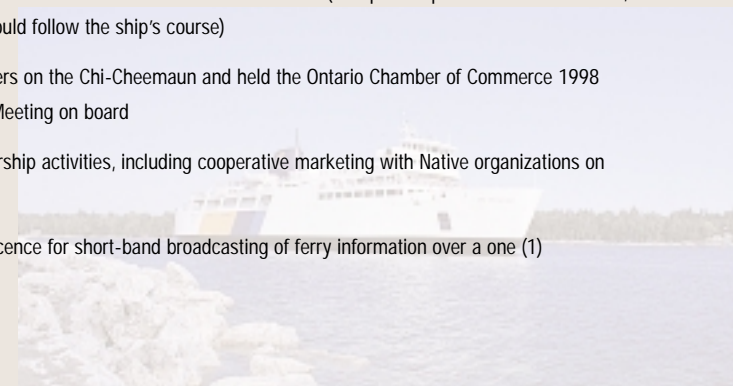 ould follow the ship's course)
ers on the Chi-Cheemaun and held the Ontario Chamber of Commerce 1998
Meeting on board
rship activities, including cooperative marketing with Native organizations on
cence for short-band broadcasting of ferry information over a one (1)